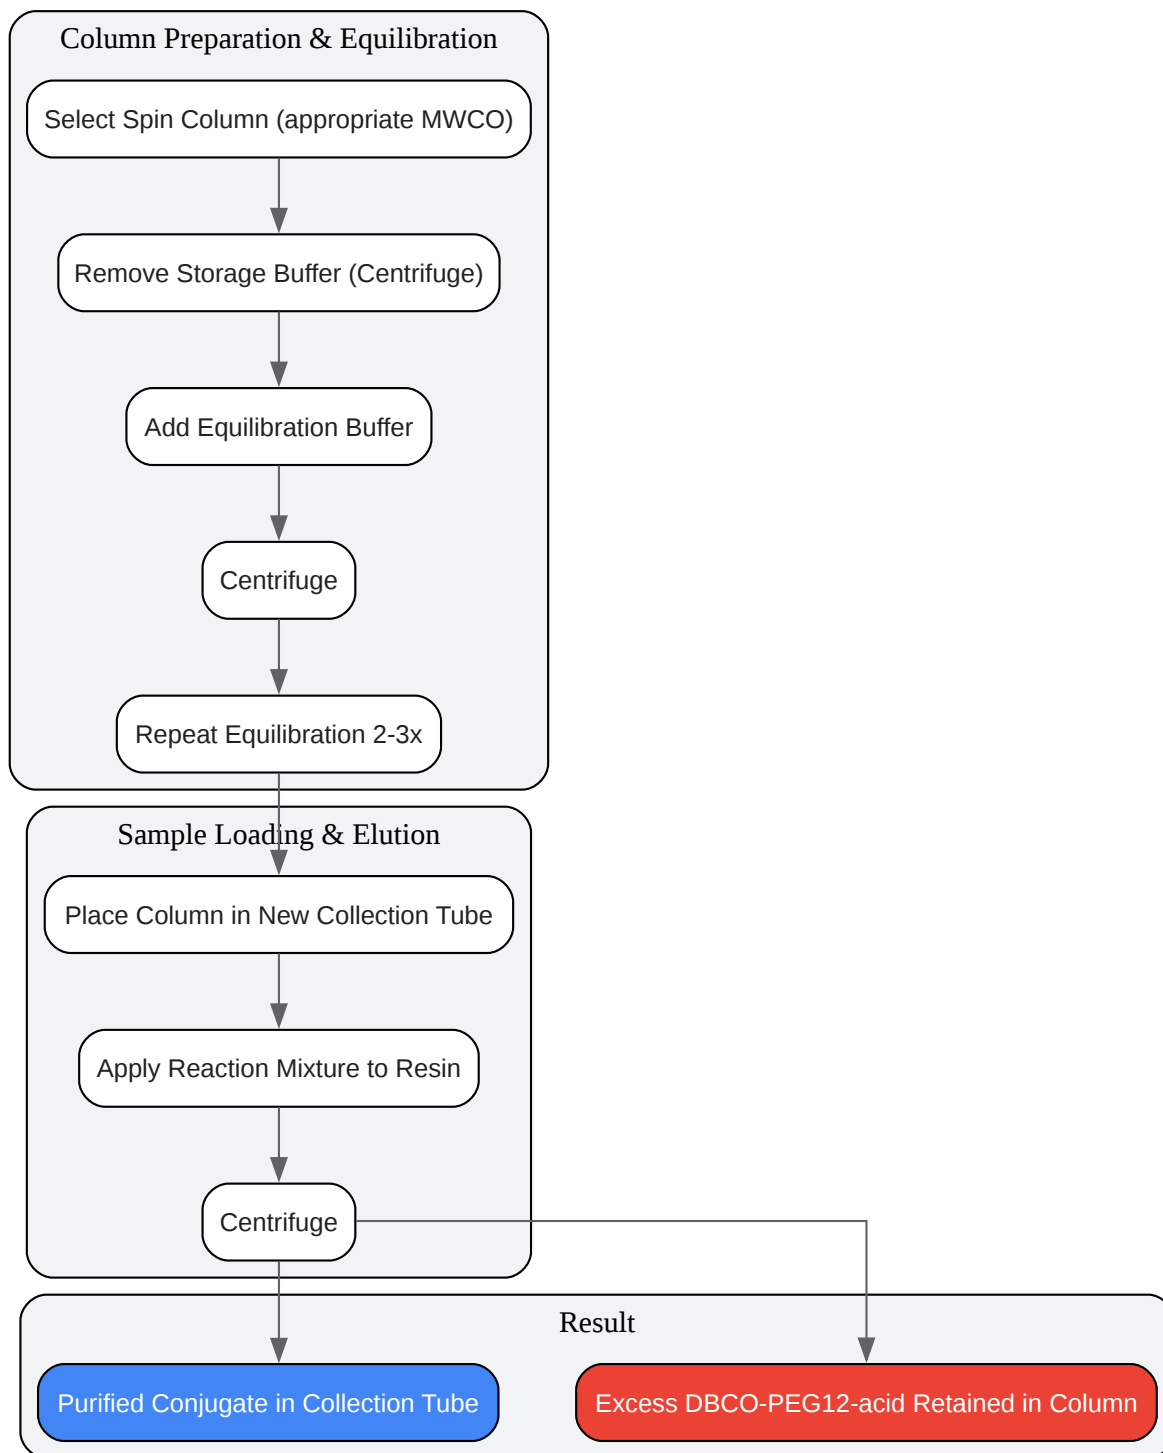 Column Preparation & Equilibration
Select Spin Column (appropriate MWCO)
Remove Storage Buffer (Centrifuge)
Add Equilibration Buffer
Centrifuge
Repeat Equilibration 2-3x
Sample Loading & Elution
Place Column in New Collection Tube
Apply Reaction Mixture to Resin
Centrifuge
Result
Purified Conjugate in Collection Tube
Excess DBCO-PEG12-acid Retained in Column